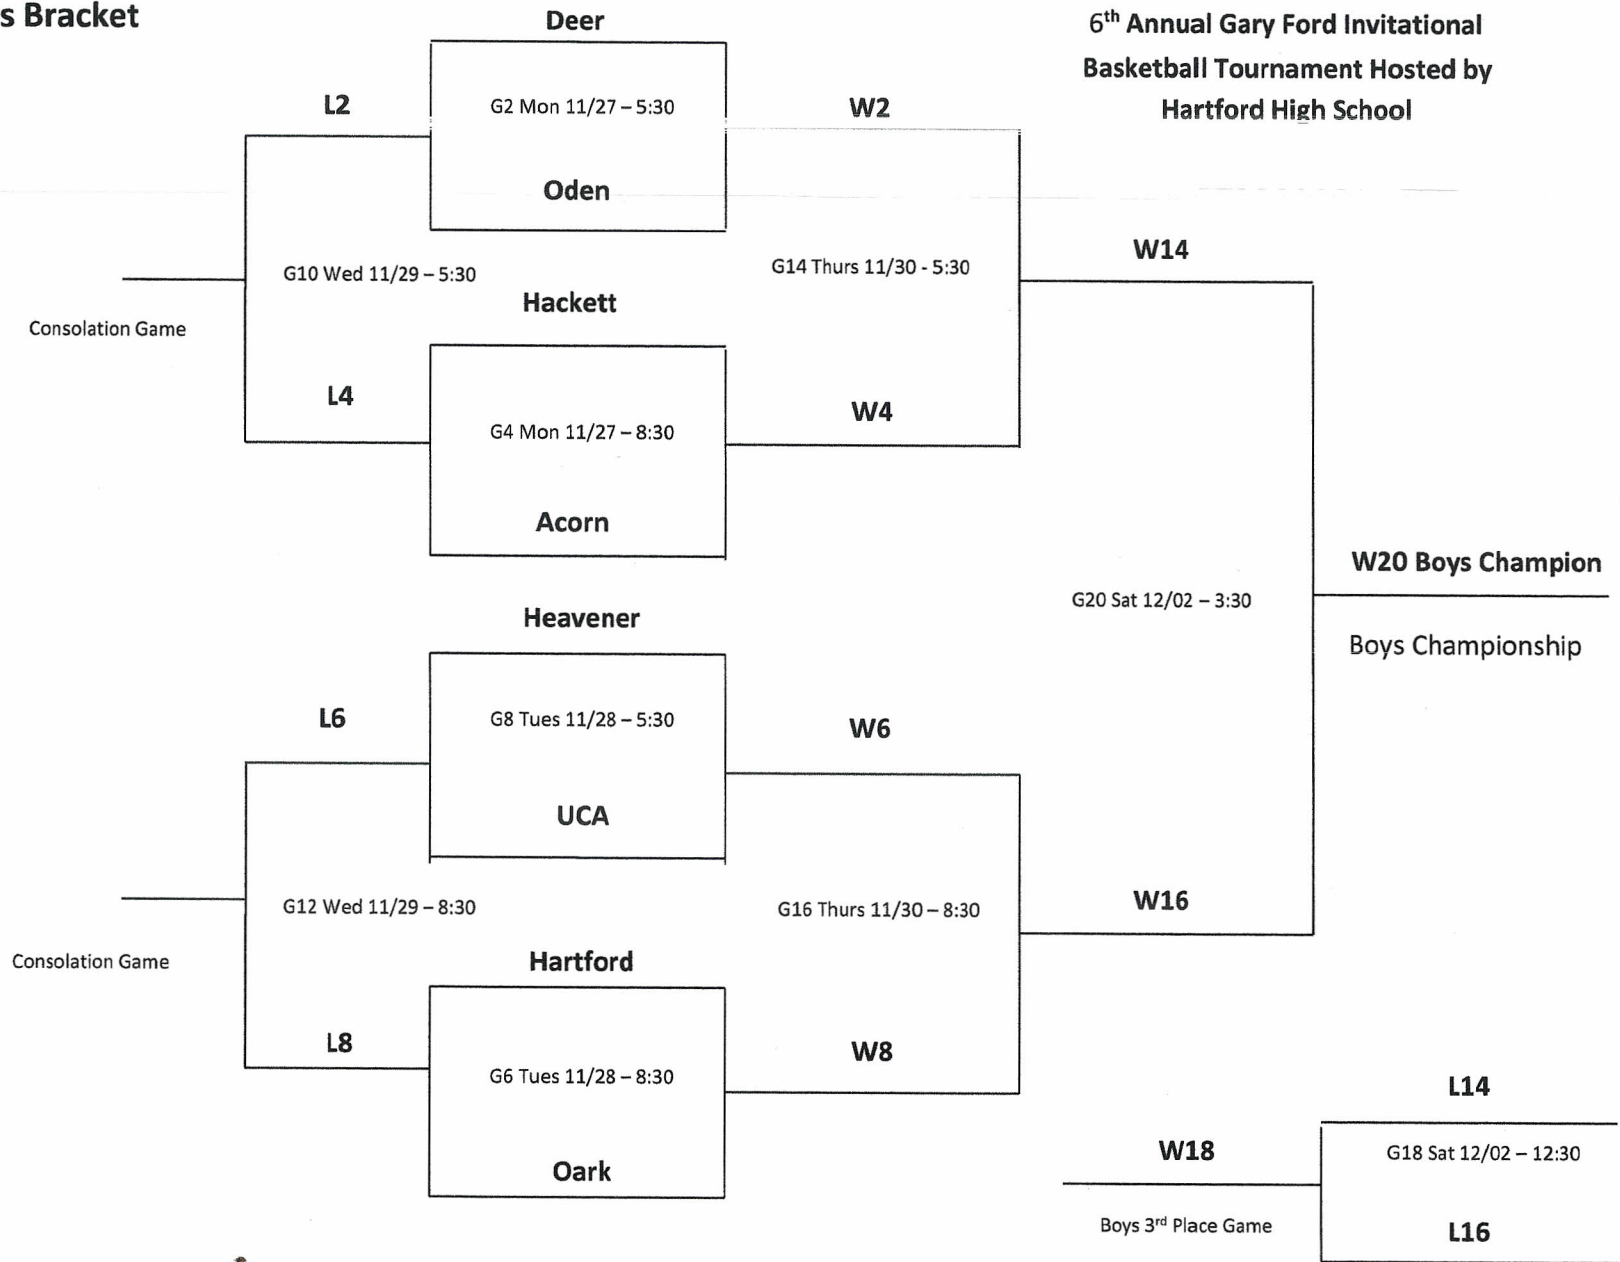 s Bracket
Deer
6th Annual Gary Ford Invitational
Basketball Tournament Hosted by
Hartford High School
L2
G2 Mon 11/27 – 5:30
W2
Oden
W14
G10 Wed 11/29 – 5:30
G14 Thurs 11/30 - 5:30
Hackett
Consolation Game
L4
W4
G4 Mon 11/27 – 8:30
Acorn
W20 Boys Champion
G20 Sat 12/02 – 3:30
Heavener
Boys Championship
L6
G8 Tues 11/28 – 5:30
W6
UCA
W16
G12 Wed 11/29 – 8:30
G16 Thurs 11/30 – 8:30
Consolation Game
Hartford
L8
W8
G6 Tues 11/28 – 8:30
L14
W18
G18 Sat 12/02 – 12:30
Oark
Boys 3rd Place Game
L16